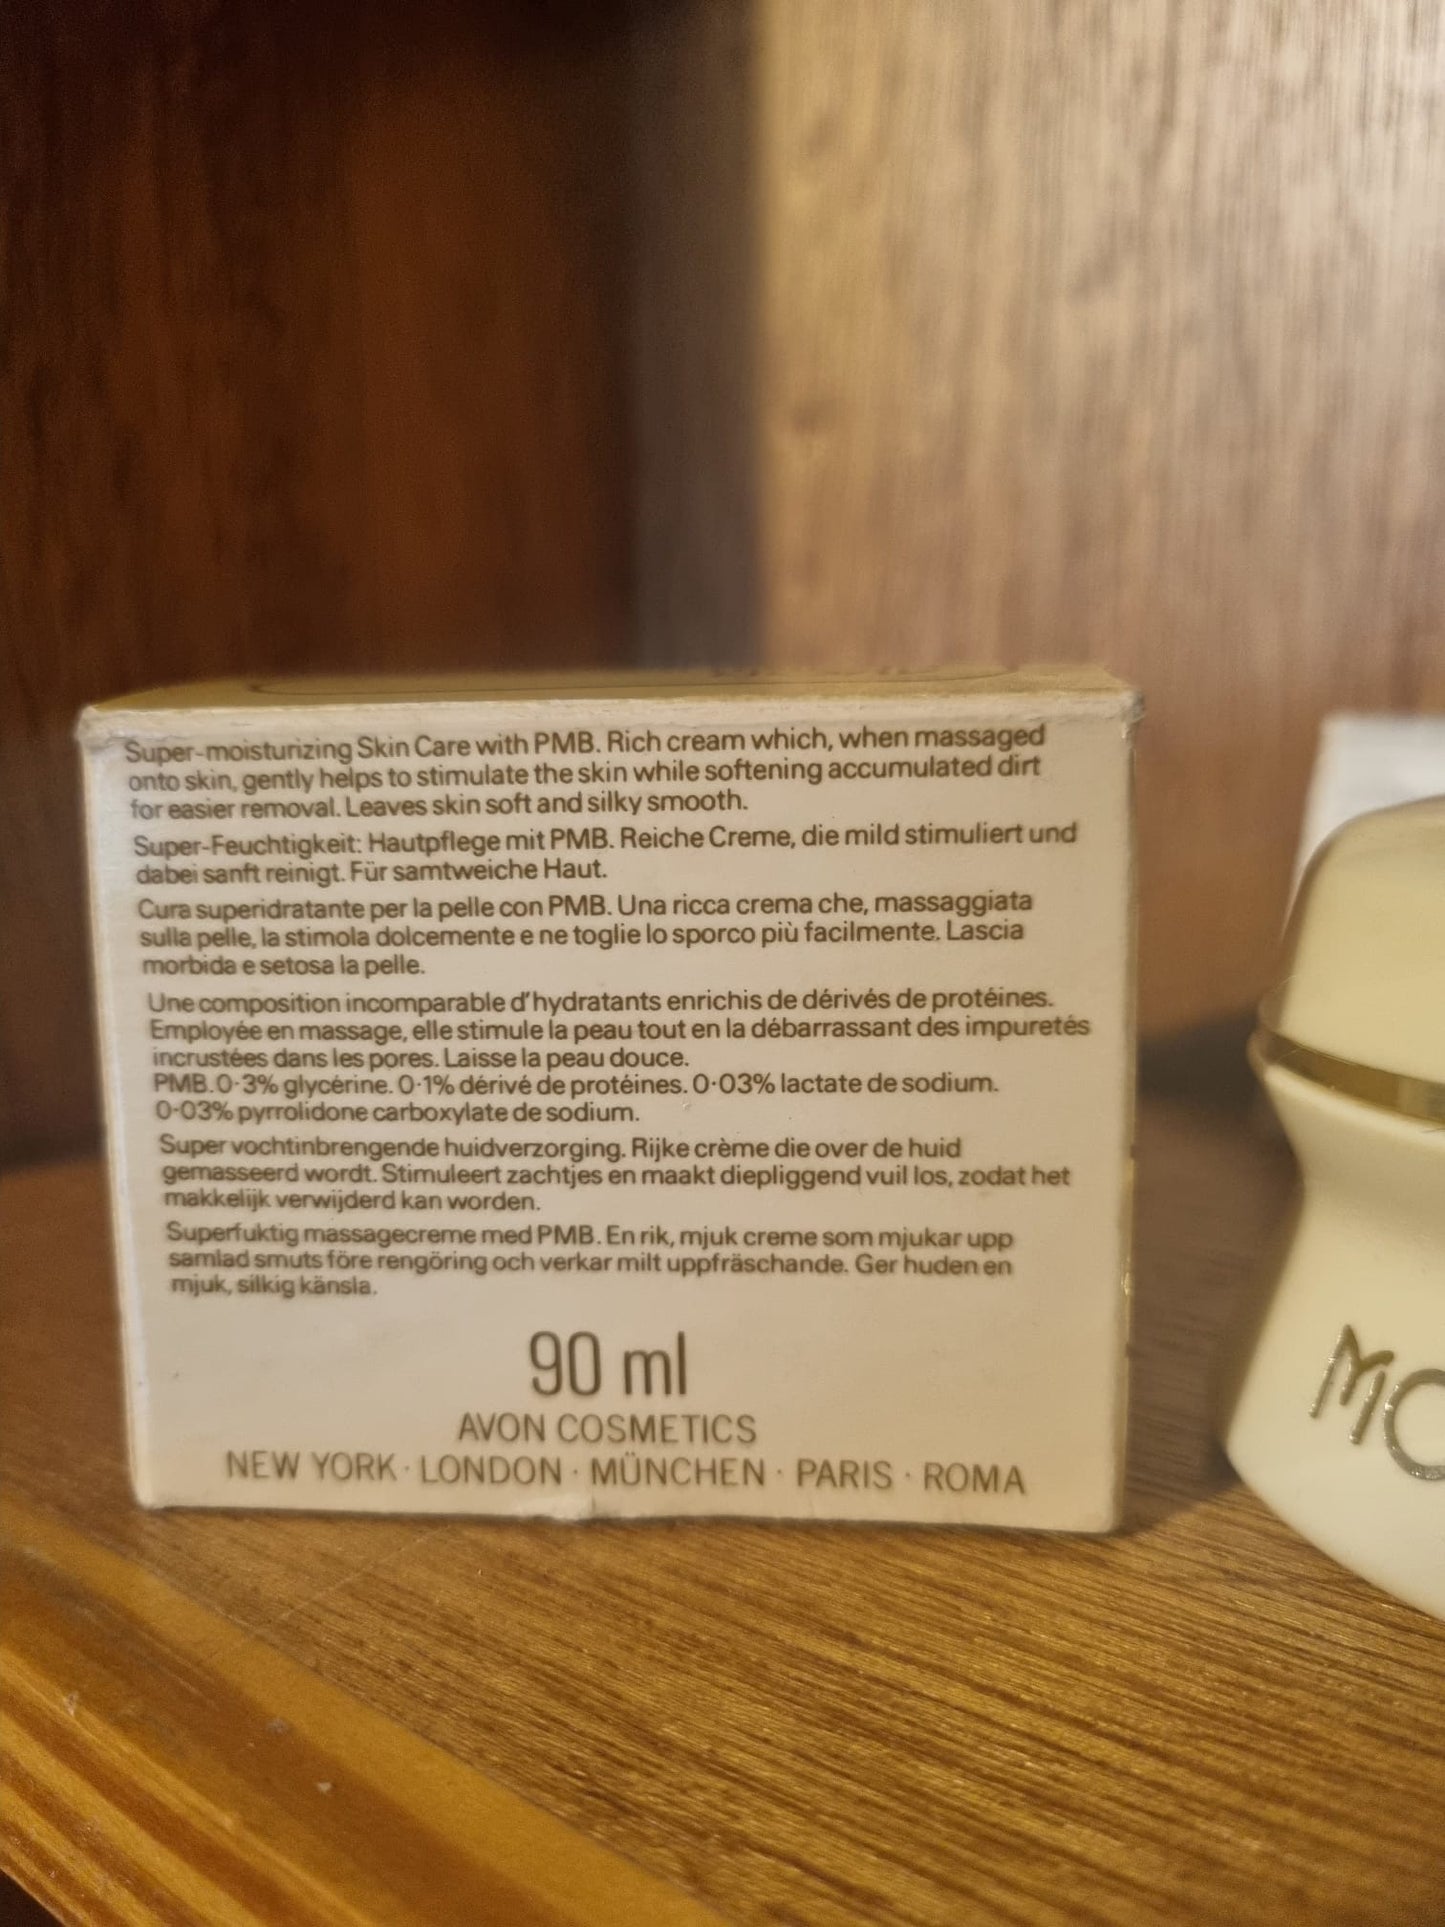 Super-moisturizing Skin Care with PMB. Rich cream which, when massaged
onto skin, gently helps to stimulate the skin while softening accumulated dirt
for easier removal. Leaves skin soft and silky smooth.
Super-Feuchtigkeit: Hautpflege mit PMB. Reiche Creme, die mild stimuliert und
dabei sanft reinigt. Für samtweiche Haut.
Cura superidratante per la pelle con PMB. Una ricca crema che, massaggiata
sulla pelle, la stimola dolcemente e ne toglie lo sporco più facilmente. Lascia
morbida e setosa la pelle.
Une composition incomparable d'hydratants enrichis de dérivés de protéines.
Employée en massage, elle stimule la peau tout en la débarrassant des impuretés
incrustées dans les pores. Laisse la peau douce.
PMB.0·3% glycérine. 0·1% dérivé de protéines. 0·03% lactate de sodium.
0·03% pyrrolidone carboxylate de sodium.
Super vochtinbrengende huidverzorging. Rijke crème die over de huid
gemasseerd wordt. Stimuleert zachtjes en maakt diepliggend vuil los, zodat het
makkelijk verwijderd kan worden.
Superfuktig massagecreme med PMB. En rik, mjuk creme som mjukar upp
samlad smuts före rengöring och verkar milt uppfräschande. Ger huden en
mjuk, silkig känsla.
90 ml
AVON COSMETICS
NEW YORK · LONDON · MÜNCHEN · PARIS · ROMA